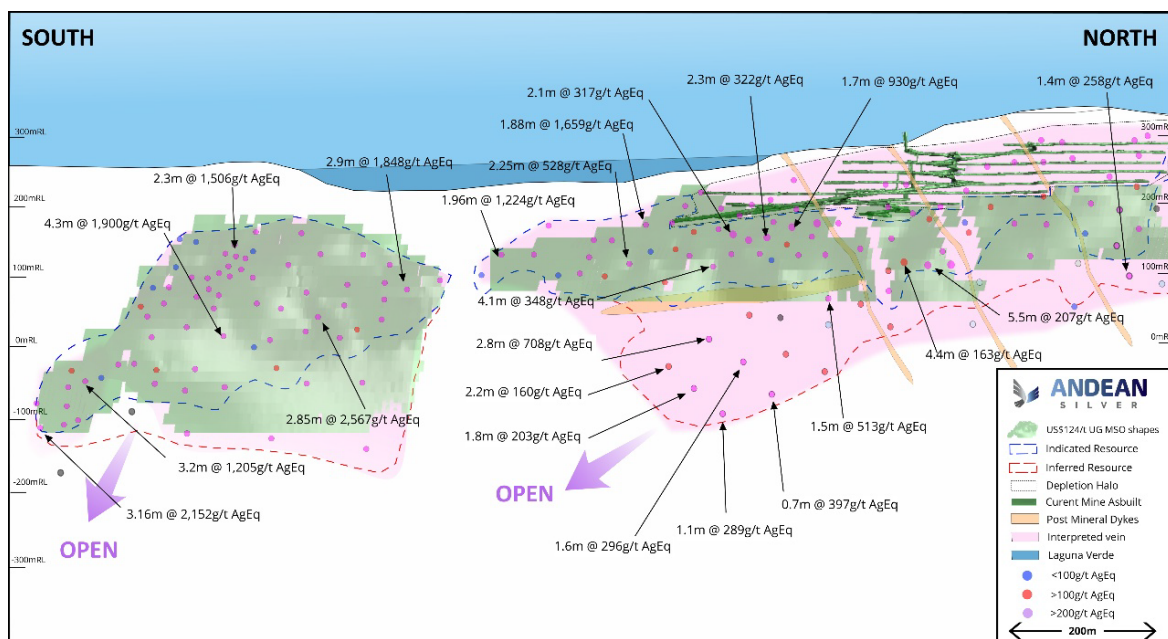 SOUTH
NORTH
2.3m @ 322g/t AgEq
1.7m @ 930g/t AgEq
1.4m @ 258g/t AgEq
2.1m @ 317g/t AgEq
1.88m @ 1,659g/t AgEq
300mRL
300mRL
2.9m @ 1,848g/t AgEq
2.25m @ 528g/t AgEq
2.3m @ 1,506g/t AgEq
1.96m @ 1,224g/t AgEq
200mRL
200mRL
4.3m @ 1,900g/t AgEq
100mRL
100mRL
4.1m @ 348g/t AgEq
5.5m @ 207g/t AgEq
0mRL
0mRL
2.8m @ 708g/t AgEq
4.4m @ 163g/t AgEq
2.2m @ 160g/t AgEq
-100mRL
2.85m @ 2,567g/t AgEq
1.5m @ 513g/t AgEq
1.8m @ 203g/t AgEq
3.2m @ 1,205g/t AgEq
-200mRL
OPEN
0.7m @ 397g/t AgEq
3.16m @ 2,152g/t AgEq
1.1m @ 289g/t AgEq
OPEN
1.6m @ 296g/t AgEq
-300mRL
ANDEAN
SILVER
US$124/t UG MSO shapes
Indicated Resource
Inferred Resource
Depletion Halo
Curent Mine Asbuilt
Post Mineral Dykes
Interpreted vein
Laguna Verde
<100g/t AgEq
>100g/t AgEq
>200g/t AgEq
200m